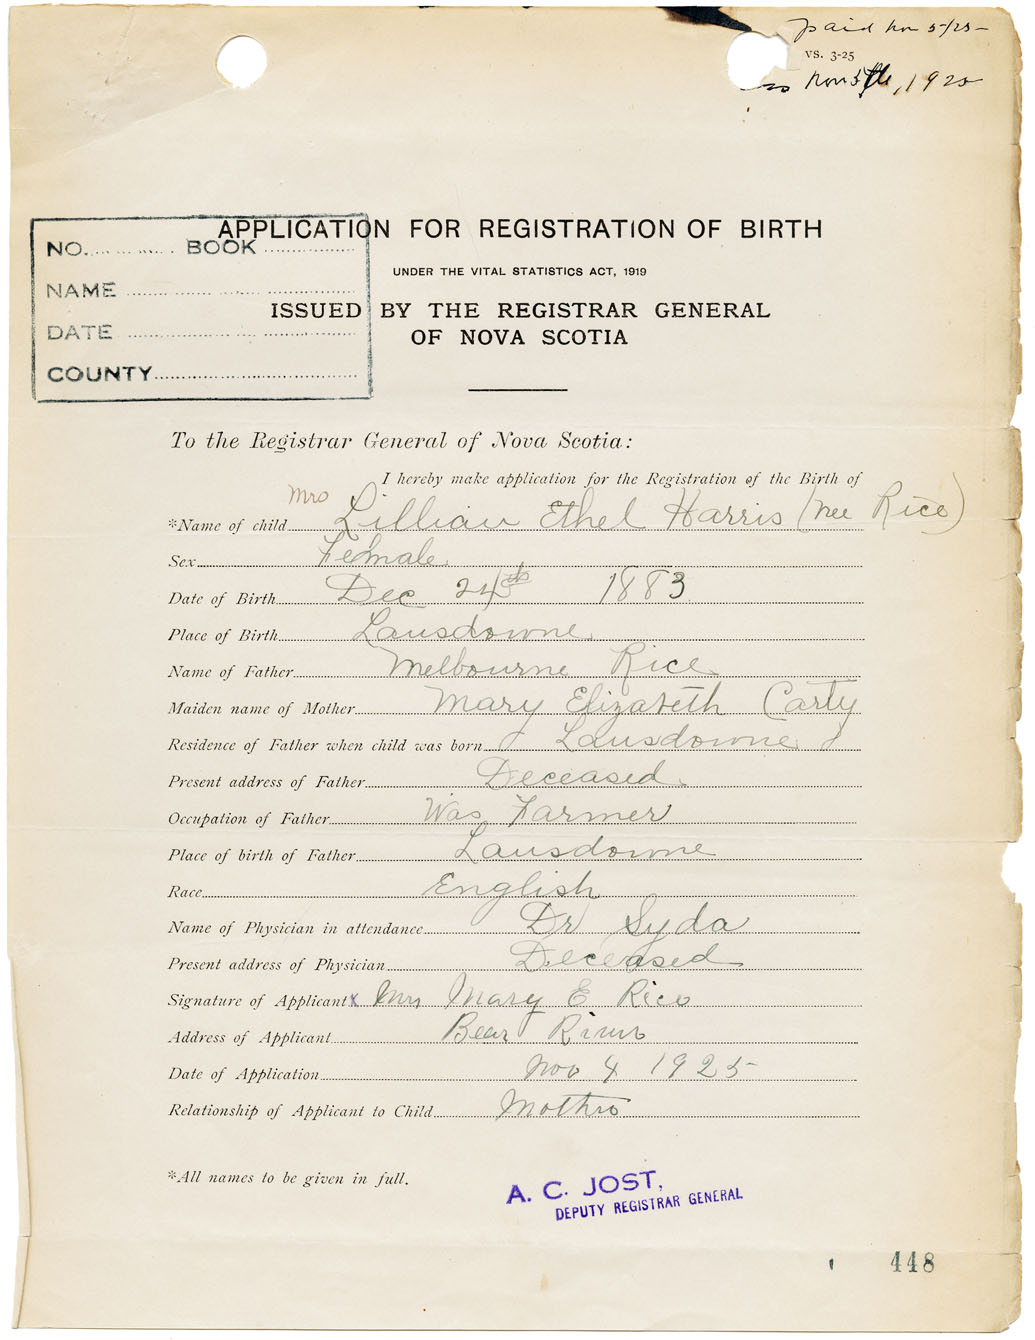 paid Nov 5/25-
VS. 3-25
Nov 5th, 1925
APPLICATION FOR REGISTRATION OF BIRTH
UNDER THE VITAL STATISTICS ACT, 1919
ISSUED BY THE REGISTRAR GENERAL
OF NOVA SCOTIA
NO. BOOK
NAME
DATE
COUNTY
To the Registrar General of Nova Scotia:
I hereby make application for the Registration of the Birth of
*Name of child Mrs Lillian Ethel Harris (nee Rice)
Sex Female.
Date of Birth Dec 24th 1883
Place of Birth Lansdowne.
Name of Father Melbourne Rice
Maiden name of Mother Mary Elizabeth Carty
Residence of Father when child was born Lansdowne
Present address of Father Deceased.
Occupation of Father Was Farmer
Place of birth of Father Lansdowne
Race English
Name of Physician in attendance Dr Syda
Present address of Physician Deceased
Signature of Applicant x Mrs Mary E Rice
Address of Applicant Bear River
Date of Application Nov 4 1925
Relationship of Applicant to Child Mother
*All names to be given in full.
A. C. JOST,
DEPUTY REGISTRAR GENERAL
448